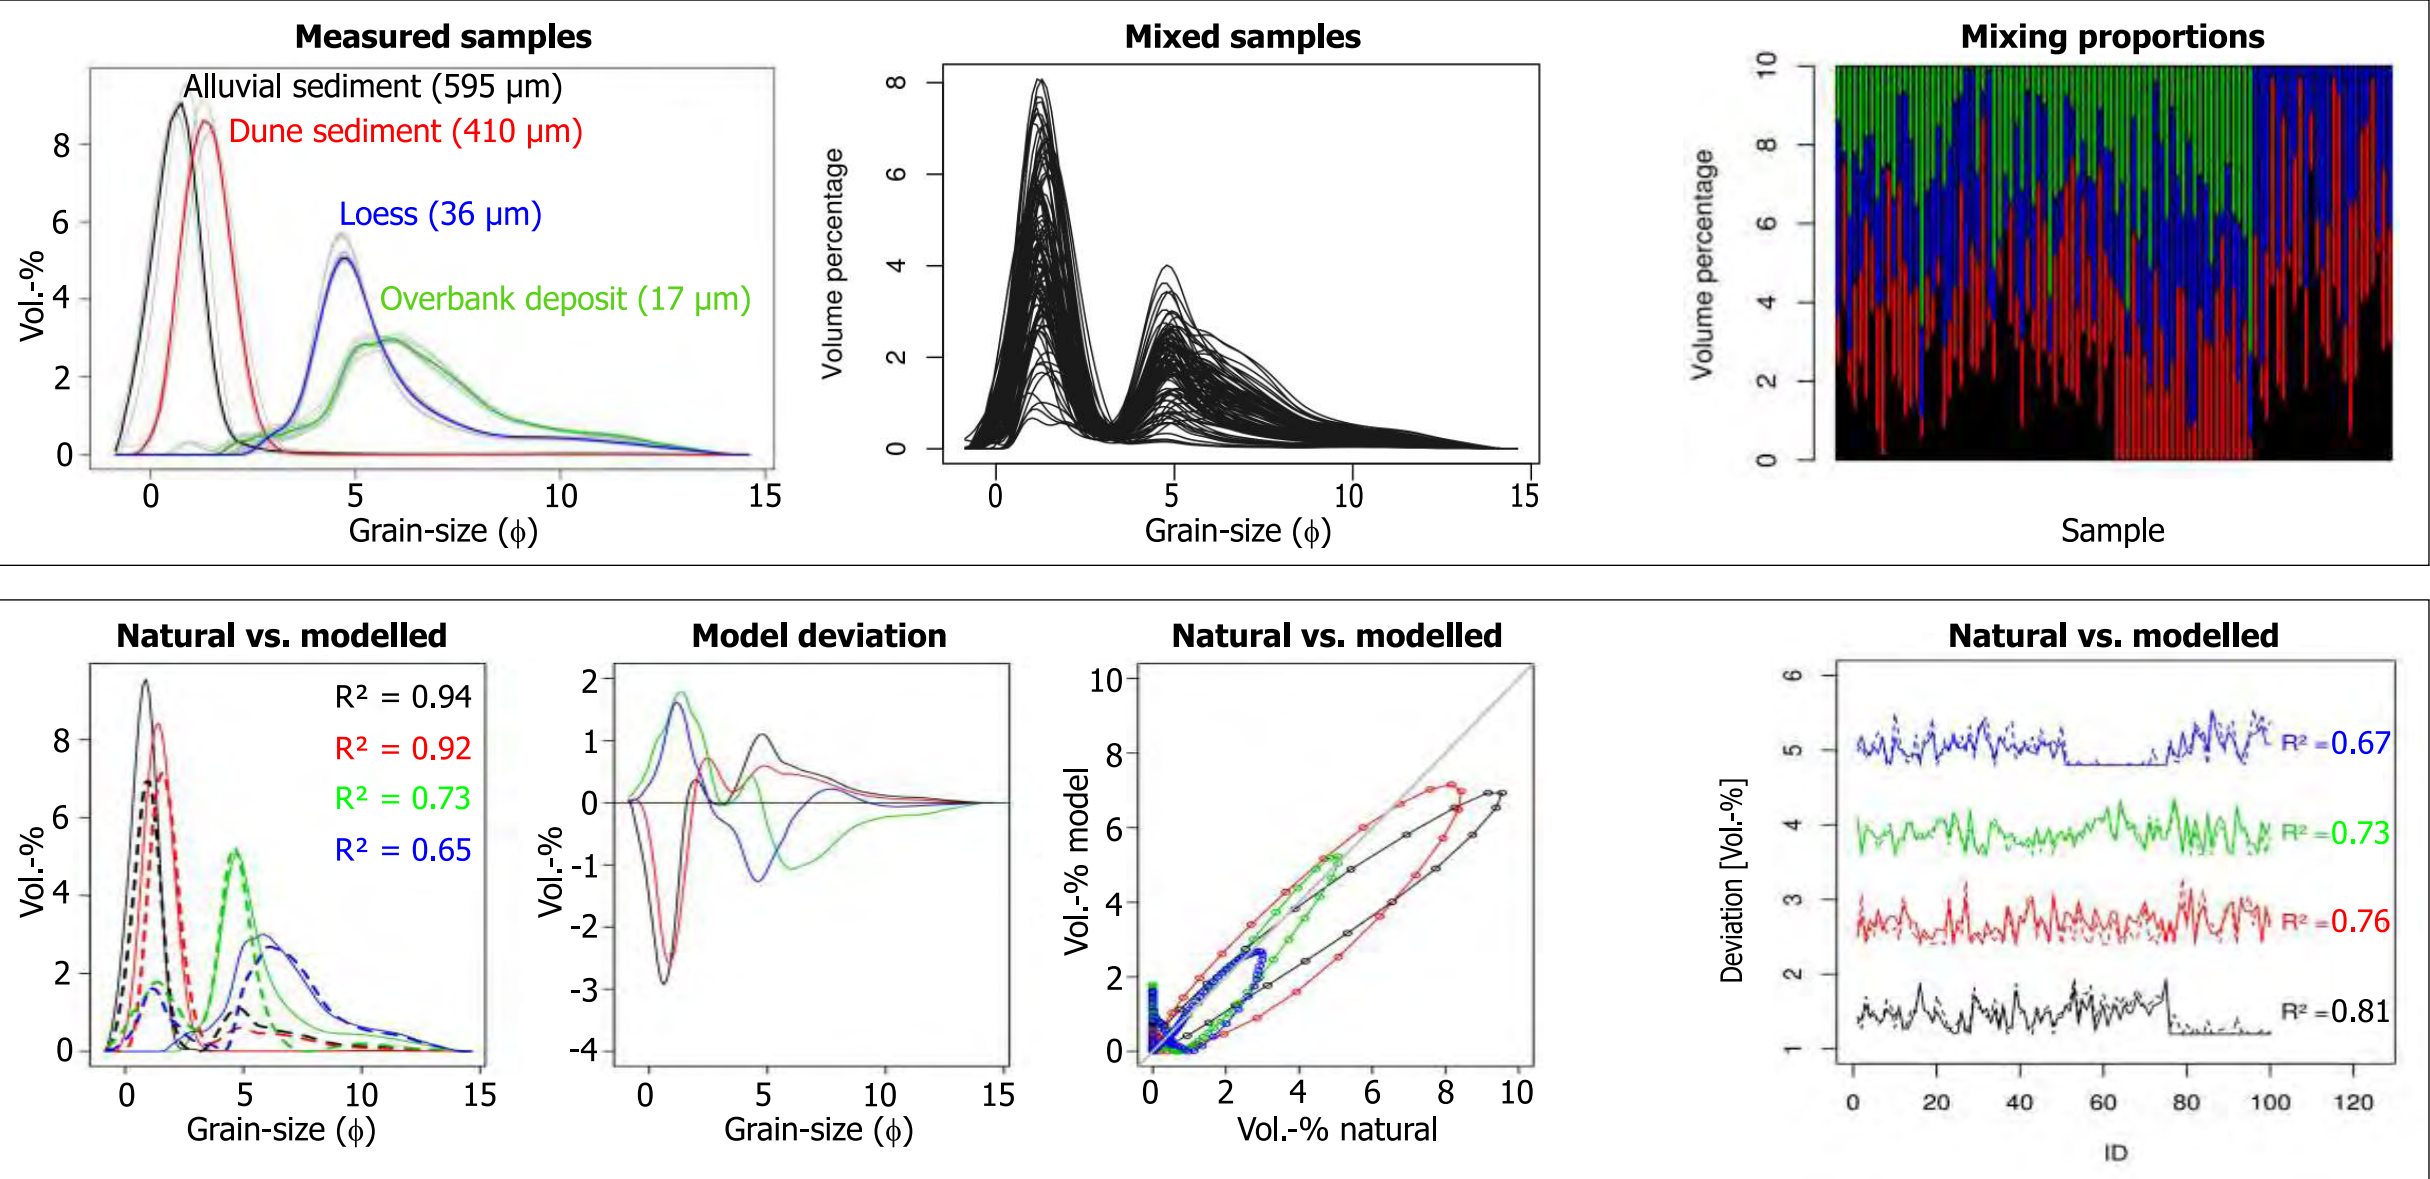 Measured samples
Alluvial sediment (595 µm)
Dune sediment (410 µm)
Loess (36 µm)
Overbank deposit (17 µm)
Vol.-%
8
6
4
2
0
0 5 10 15
Grain-size (ϕ)
Mixed samples
Volume percentage
8
6
4
2
0
0 5 10 15
Grain-size (ϕ)
Mixing proportions
Volume percentage
10
8
6
4
2
0
Sample
Natural vs. modelled
R² = 0.94
R² = 0.92
R² = 0.73
R² = 0.65
Vol.-%
8
6
4
2
0
0 5 10 15
Grain-size (ϕ)
Model deviation
Vol.-%
2
1
0
-1
-2
-3
-4
0 5 10 15
Grain-size (ϕ)
Natural vs. modelled
Vol.-% model
10
8
6
4
2
0
0 2 4 6 8 10
Vol.-% natural
Natural vs. modelled
Deviation [Vol.-%]
6
5
4
3
2
1
R² =0.67
R² =0.73
R² =0.76
R² =0.81
0 20 40 60 80 100 120
ID